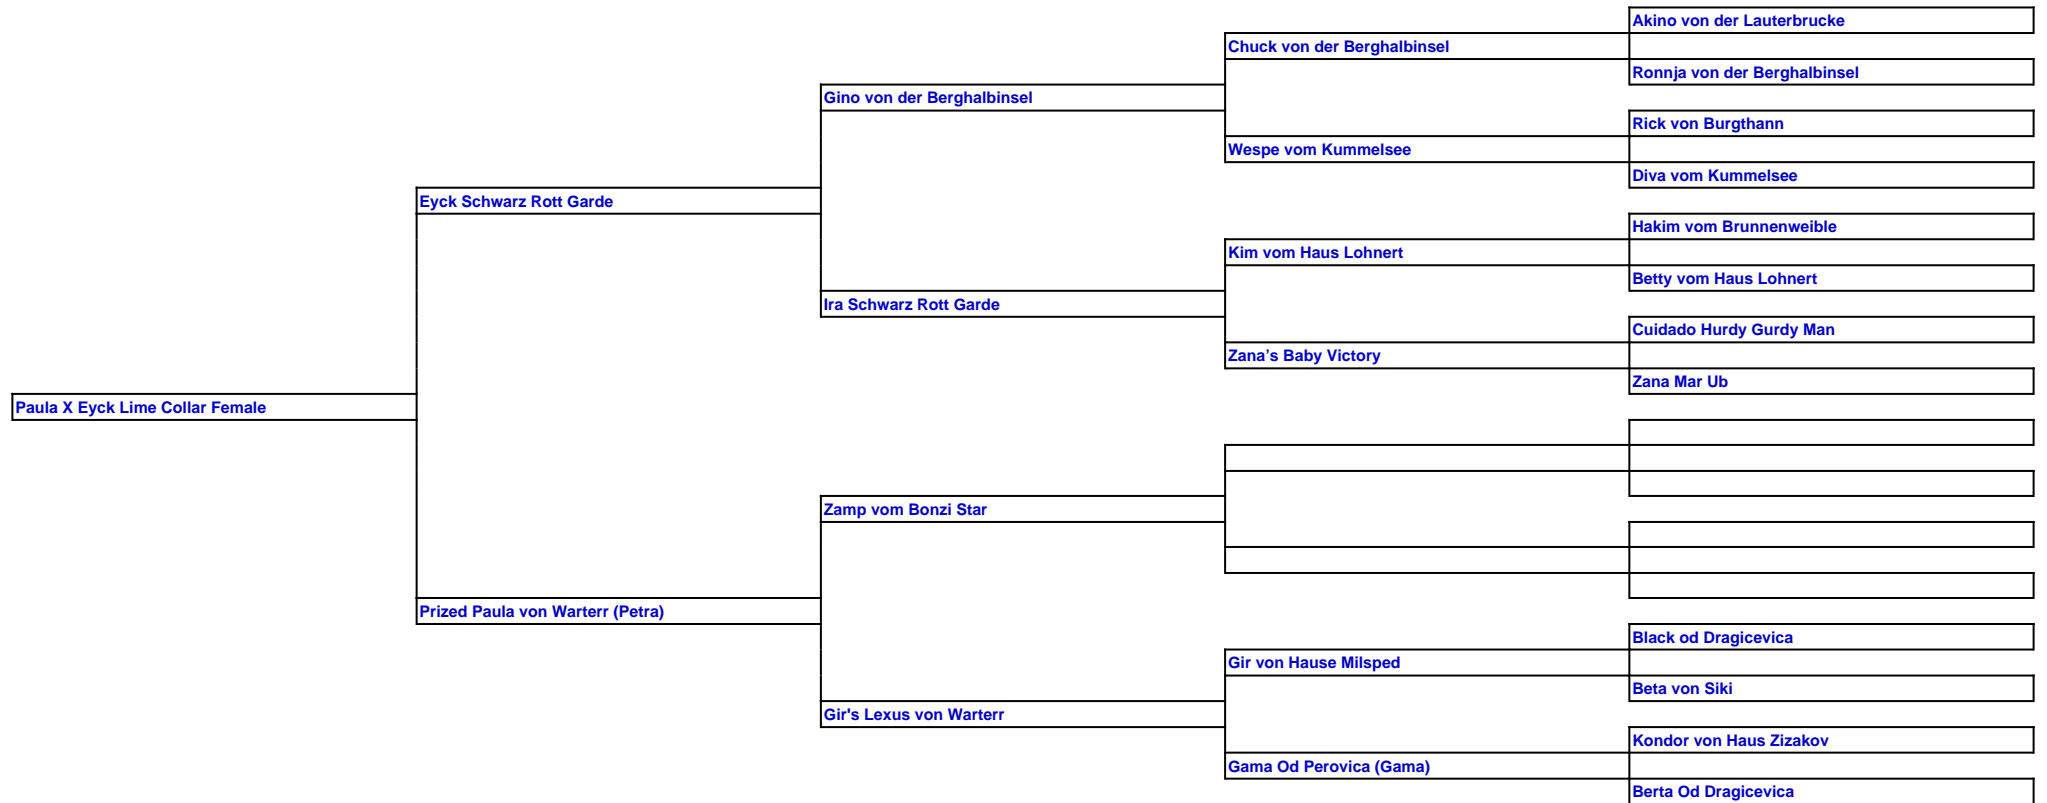 Akino von der Lauterbrucke
Chuck von der Berghalbinsel
Ronnja von der Berghalbinsel
Gino von der Berghalbinsel
Rick von Burgthann
Wespe vom Kummelsee
Diva vom Kummelsee
Eyck Schwarz Rott Garde
Hakim vom Brunnenweible
Kim vom Haus Lohnert
Betty vom Haus Lohnert
Ira Schwarz Rott Garde
Cuidado Hurdy Gurdy Man
Zana’s Baby Victory
Zana Mar Ub
Paula X Eyck Lime Collar Female
Zamp vom Bonzi Star
Prized Paula von Warterr (Petra)
Black od Dragicevica
Gir von Hause Milsped
Beta von Siki
Gir's Lexus von Warterr
Kondor von Haus Zizakov
Gama Od Perovica (Gama)
Berta Od Dragicevica